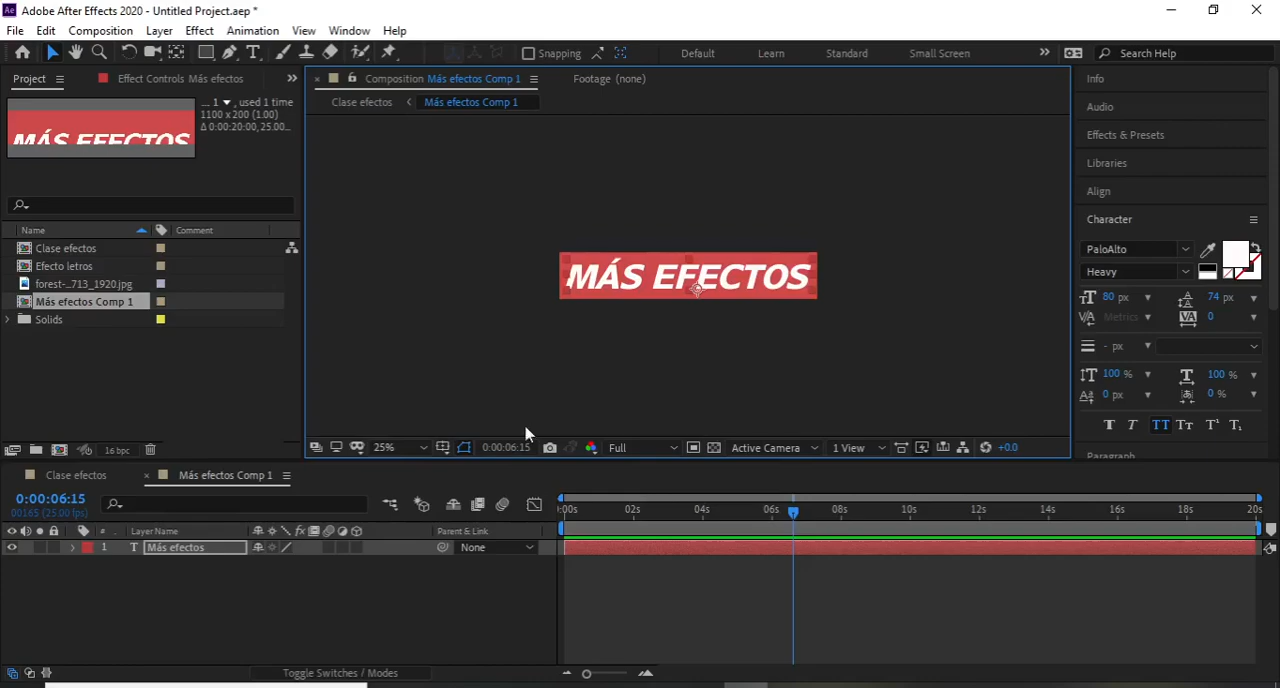 Adobe After Effects 2020 - Untitled Project.aep *
File Edit Composition Layer Effect Animation View Window Help
Snapping Default Learn Standard Small Screen Search Help
Project Effect Controls Más efectos
Composition Más efectos Comp 1 Footage (none)
Clase efectos Más efectos Comp 1
... 1 , used 1 time
1100 x 200 (1.00)
Δ 0:00:20:00, 25.00...
MÁS EFECTOS
Name Comment
Clase efectos
Efecto letros
forest-..._713_1920.jpg
Más efectos Comp 1
Solids
16 bpc
MÁS EFECTOS
25% 0:00:06:15 Full Active Camera 1 View +0.0
Info
Audio
Effects & Presets
Libraries
Align
Character
PaloAlto
Heavy
80 px 74 px
Metrics 0
- px
100 % 100 %
0 px 0 %
Paragraph
Clase efectos Más efectos Comp 1
0:00:06:15
00165 (25.00 fps)
:00s 02s 04s 06s 08s 10s 12s 14s 16s 18s 20s
# Layer Name Parent & Link
1 T Más efectos None
Toggle Switches / Modes